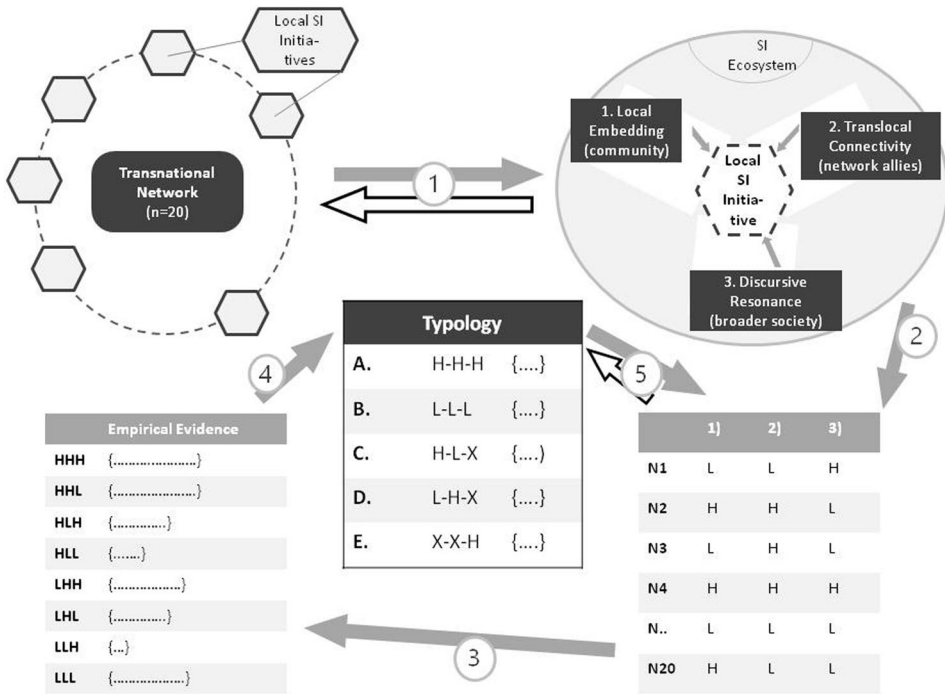 Local SI
Initia-
tives
Transnational
Network
(n=20)
1
SI
Ecosystem
1. Local
Embedding
(community)
2. Translocal
Connectivity
(network allies)
Local
SI
Initia-
tive
3. Discursive
Resonance
(broader society)
2
4
Typology
A. H-H-H {....}
B. L-L-L {....}
C. H-L-X {....)
D. L-H-X {....}
E. X-X-H {....}
5
Empirical Evidence
HHH {......................}
HHL {......................}
HLH {..............}
HLL {.......}
LHH {..................}
LHL {..............}
LLH {...}
LLL {...................}
3
1) 2) 3)
N1 L L H
N2 H H L
N3 L H L
N4 H H H
N.. L L L
N20 H L L